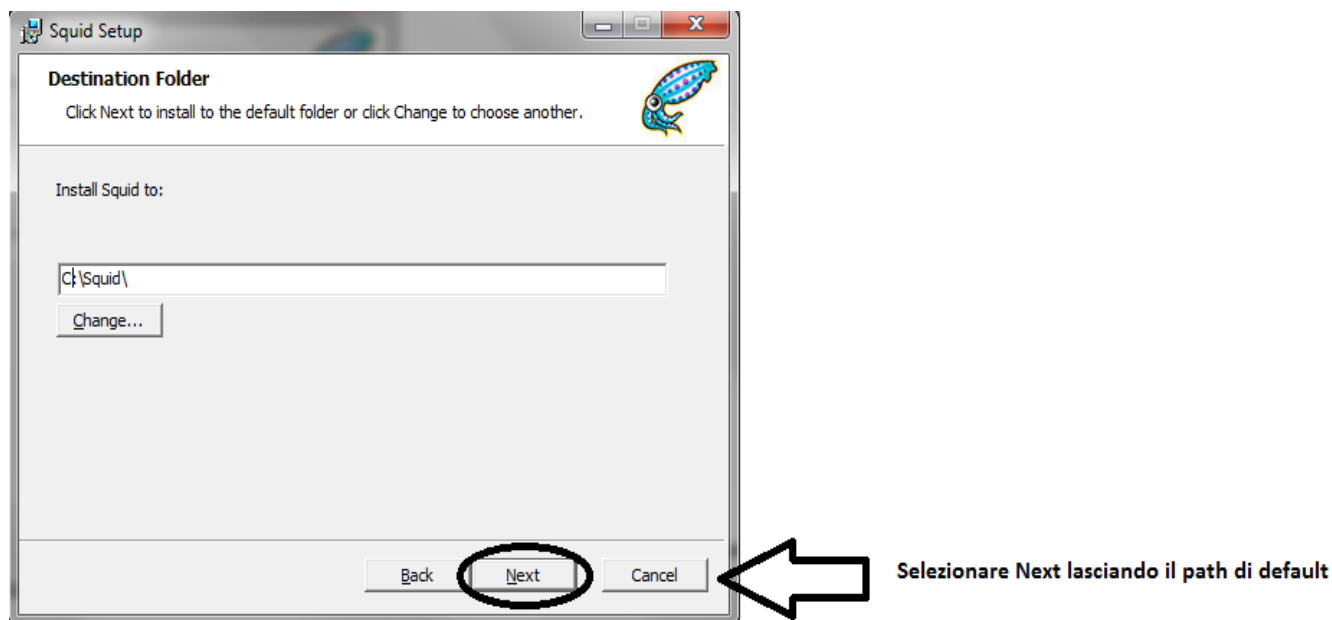 Squid Setup
Destination Folder
Click Next to install to the default folder or click Change to choose another.
Install Squid to:
C:\Squid\
Change...
Back Next Cancel
Selezionare Next lasciando il path di default